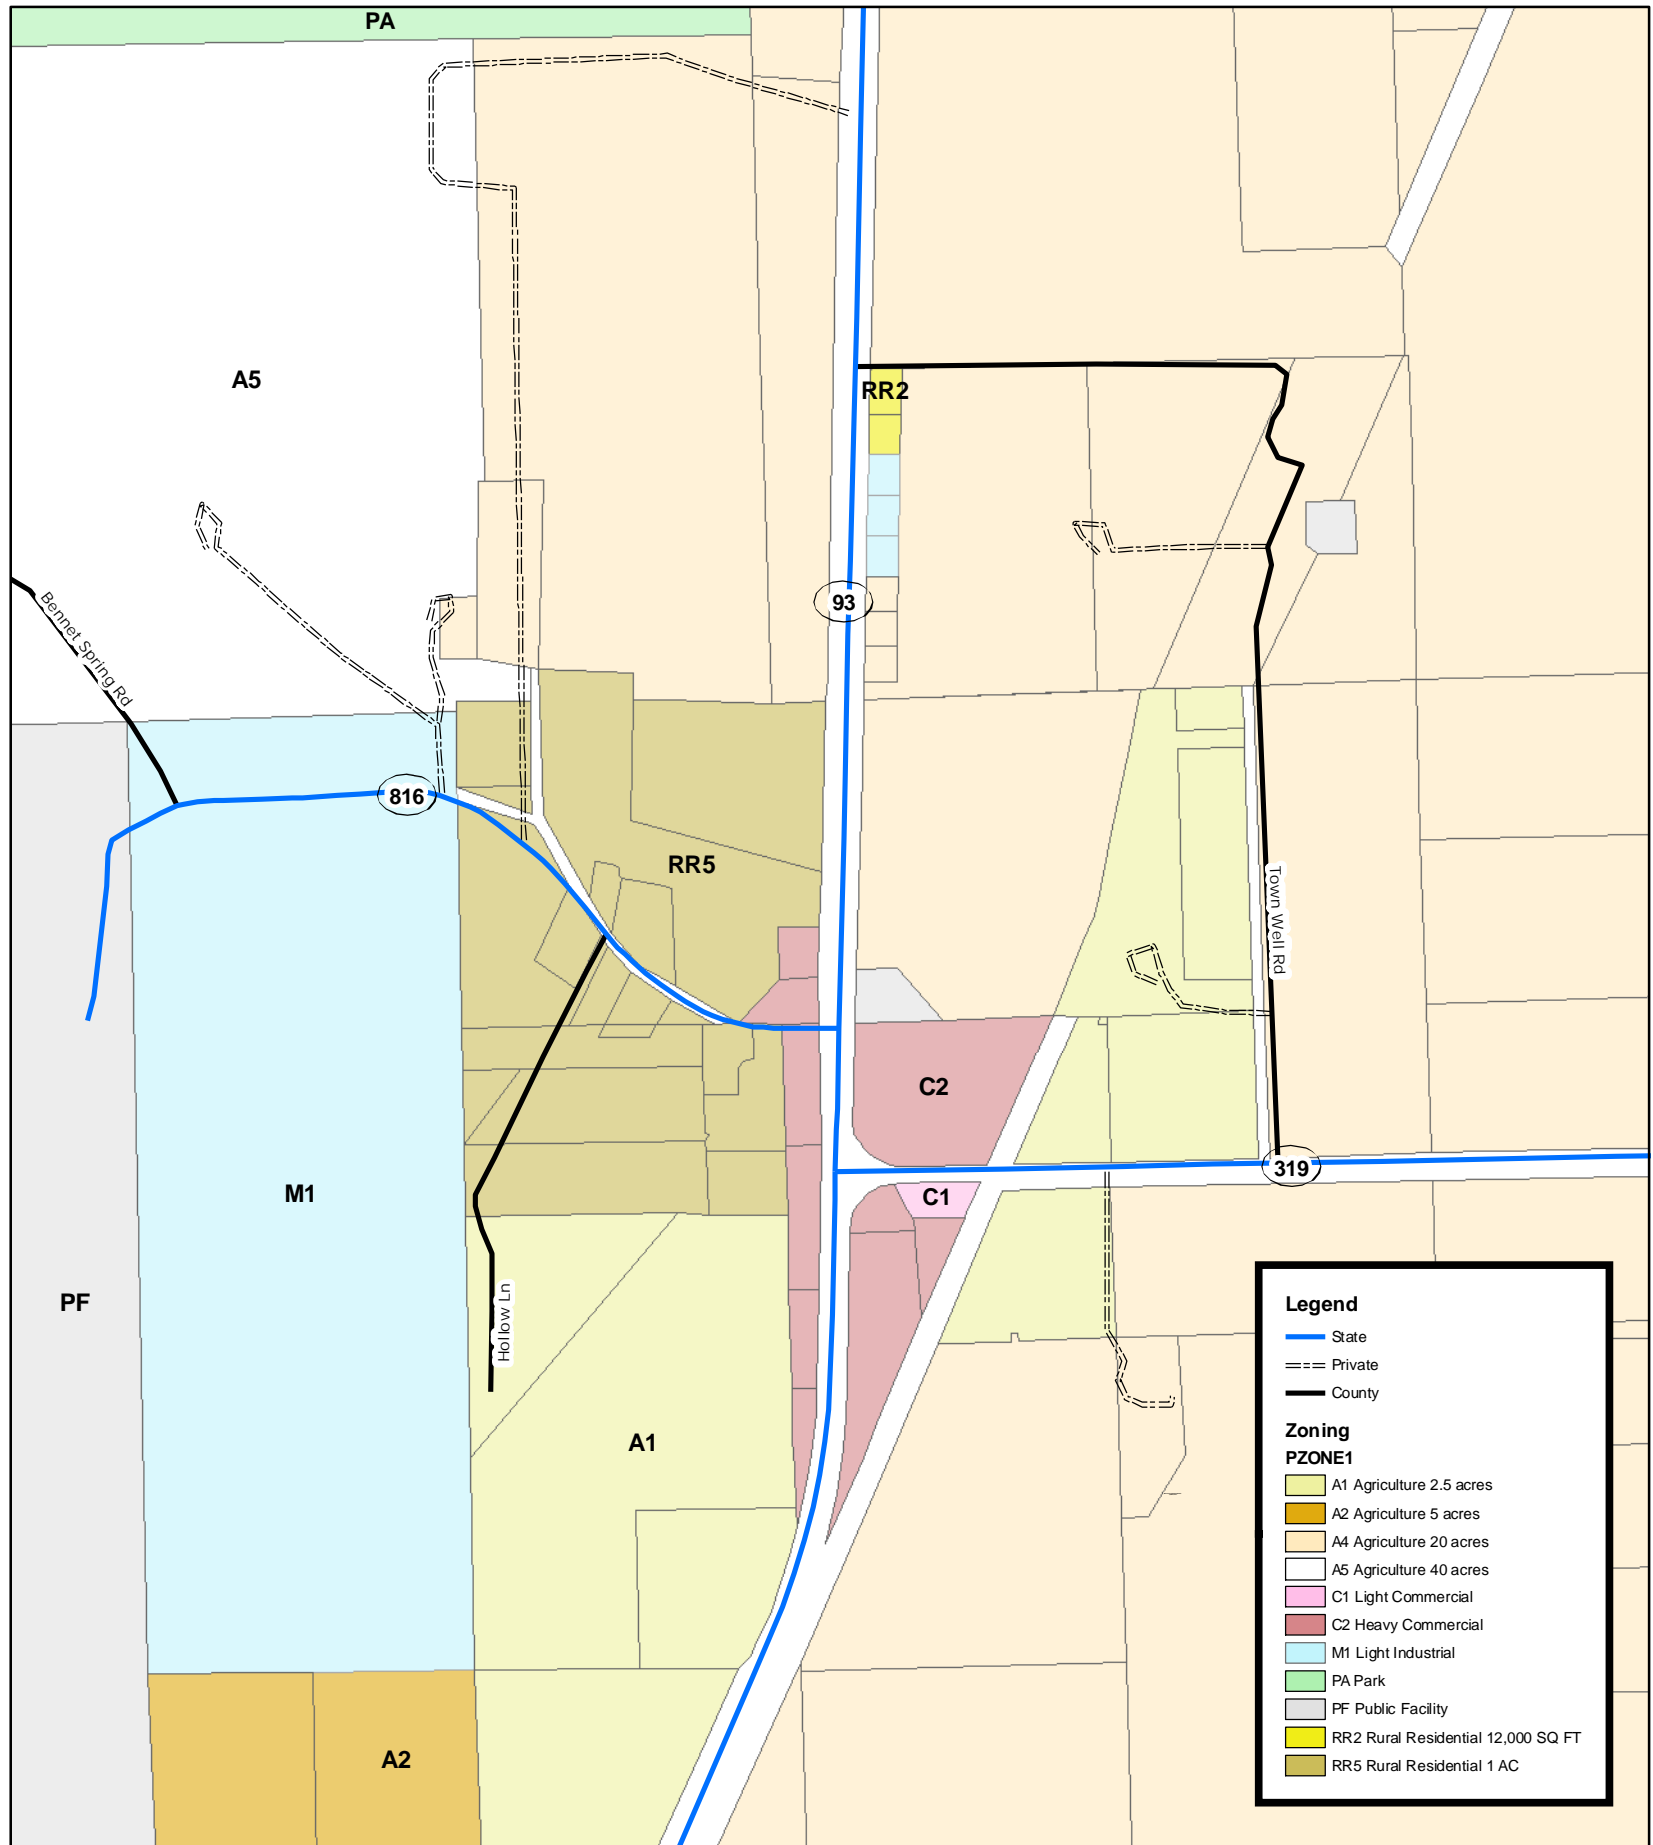 PA
A5
RR2
93
Bennet Spring Rd
816
RR5
Town Well Rd
C2
319
M1
C1
PF
Hollow Ln
A1
A2
Legend
State
Private
County
Zoning
PZONE1
A1 Agriculture 2.5 acres
A2 Agriculture 5 acres
A4 Agriculture 20 acres
A5 Agriculture 40 acres
C1 Light Commercial
C2 Heavy Commercial
M1 Light Industrial
PA Park
PF Public Facility
RR2 Rural Residential 12,000 SQ FT
RR5 Rural Residential 1 AC